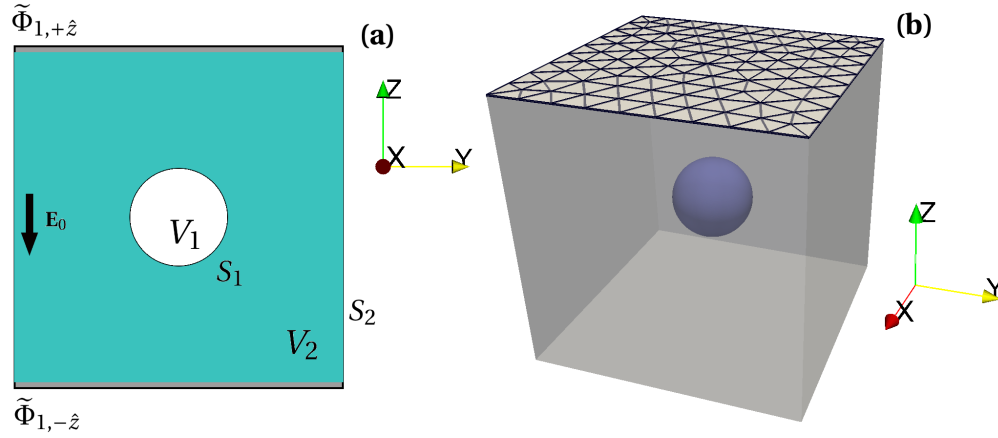 Φ̃₁,₊ẑ
(a)
(b)
Z
X
Y
E₀
V₁
S₁
S₂
V₂
Φ̃₁,₋ẑ
Z
Y
X